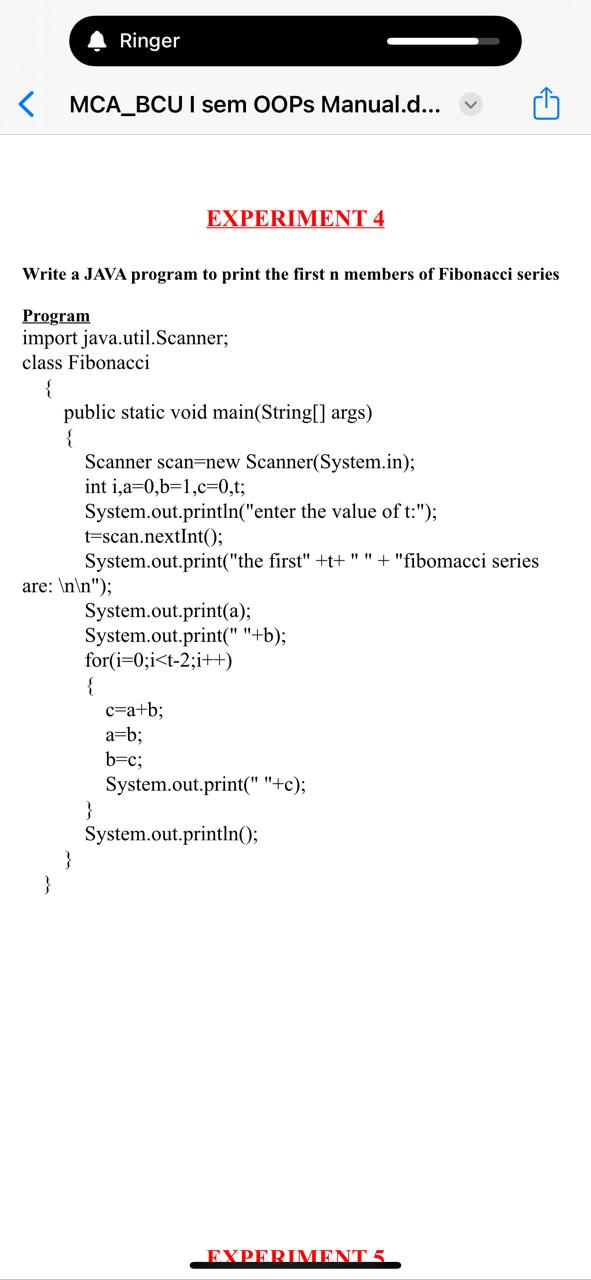 Ringer
MCA_BCU I sem OOPs Manual.d...
EXPERIMENT 4
Write a JAVA program to print the first n members of Fibonacci series
Program
import java.util.Scanner;
class Fibonacci
{
public static void main(String[] args)
{
Scanner scan=new Scanner(System.in);
int i,a=0,b=1,c=0,t;
System.out.println("enter the value of t:");
t=scan.nextInt();
System.out.print("the first" +t+ " " + "fibomacci series
are: \n\n");
System.out.print(a);
System.out.print(" "+b);
for(i=0;i<t-2;i++)
{
c=a+b;
a=b;
b=c;
System.out.print(" "+c);
}
System.out.println();
}
}
EXPERIMENT 5